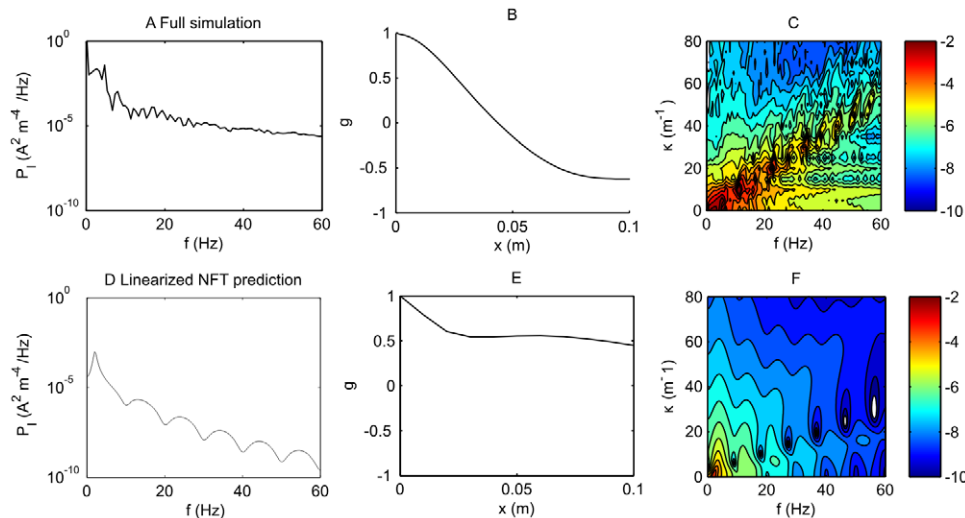 A Full simulation
B
C
10^0
10^-5
10^-10
P_I (A^2 m^-4 /Hz)
0 20 40 60
f (Hz)
1
0.5
0
-0.5
-1
g
0 0.05 0.1
x (m)
80
60
40
20
0
κ (m^-1)
0 20 40 60
f (Hz)
-2
-4
-6
-8
-10
D Linearized NFT prediction
E
F
10^0
10^-5
10^-10
P_I (A^2 m^-4/Hz)
0 20 40 60
f (Hz)
1
0.5
0
-0.5
-1
g
0 0.05 0.1
x (m)
80
60
40
20
0
κ (m^-1)
0 20 40 60
f (Hz)
-2
-4
-6
-8
-10